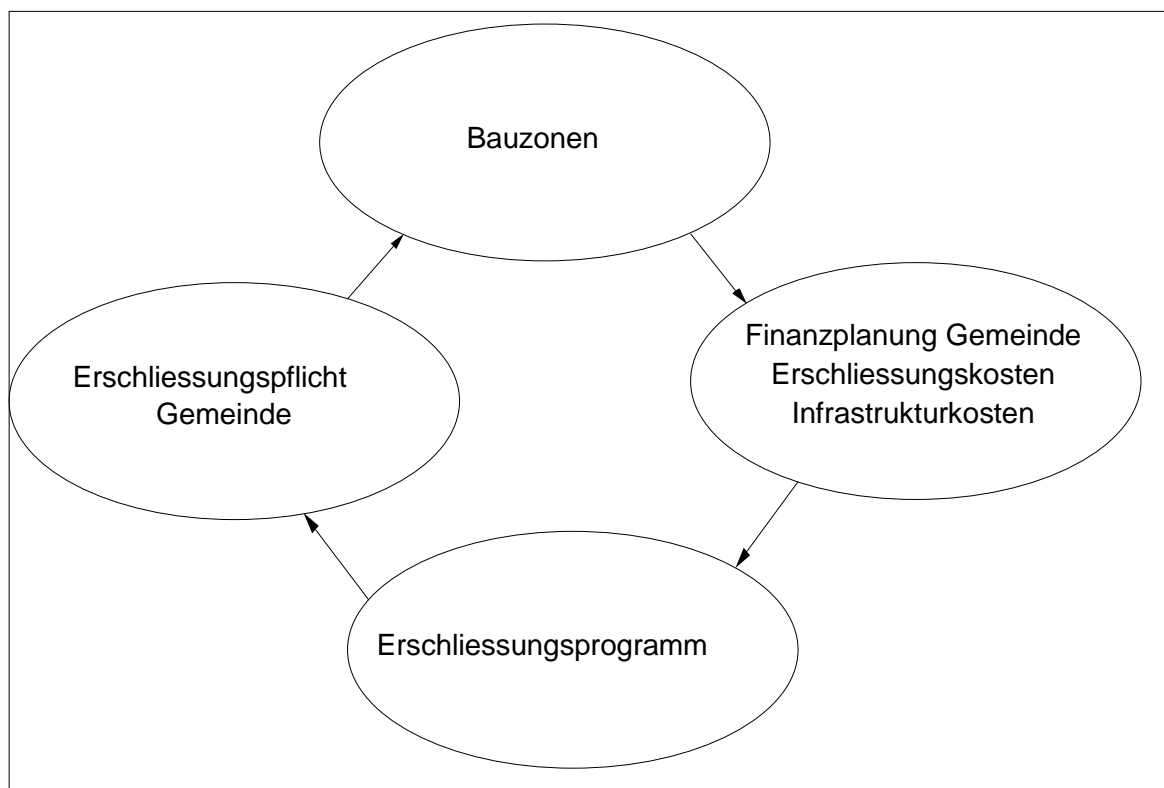 Bauzonen
Finanzplanung Gemeinde
Erschliessungskosten
Infrastrukturkosten
Erschliessungspflicht
Gemeinde
Erschliessungsprogramm